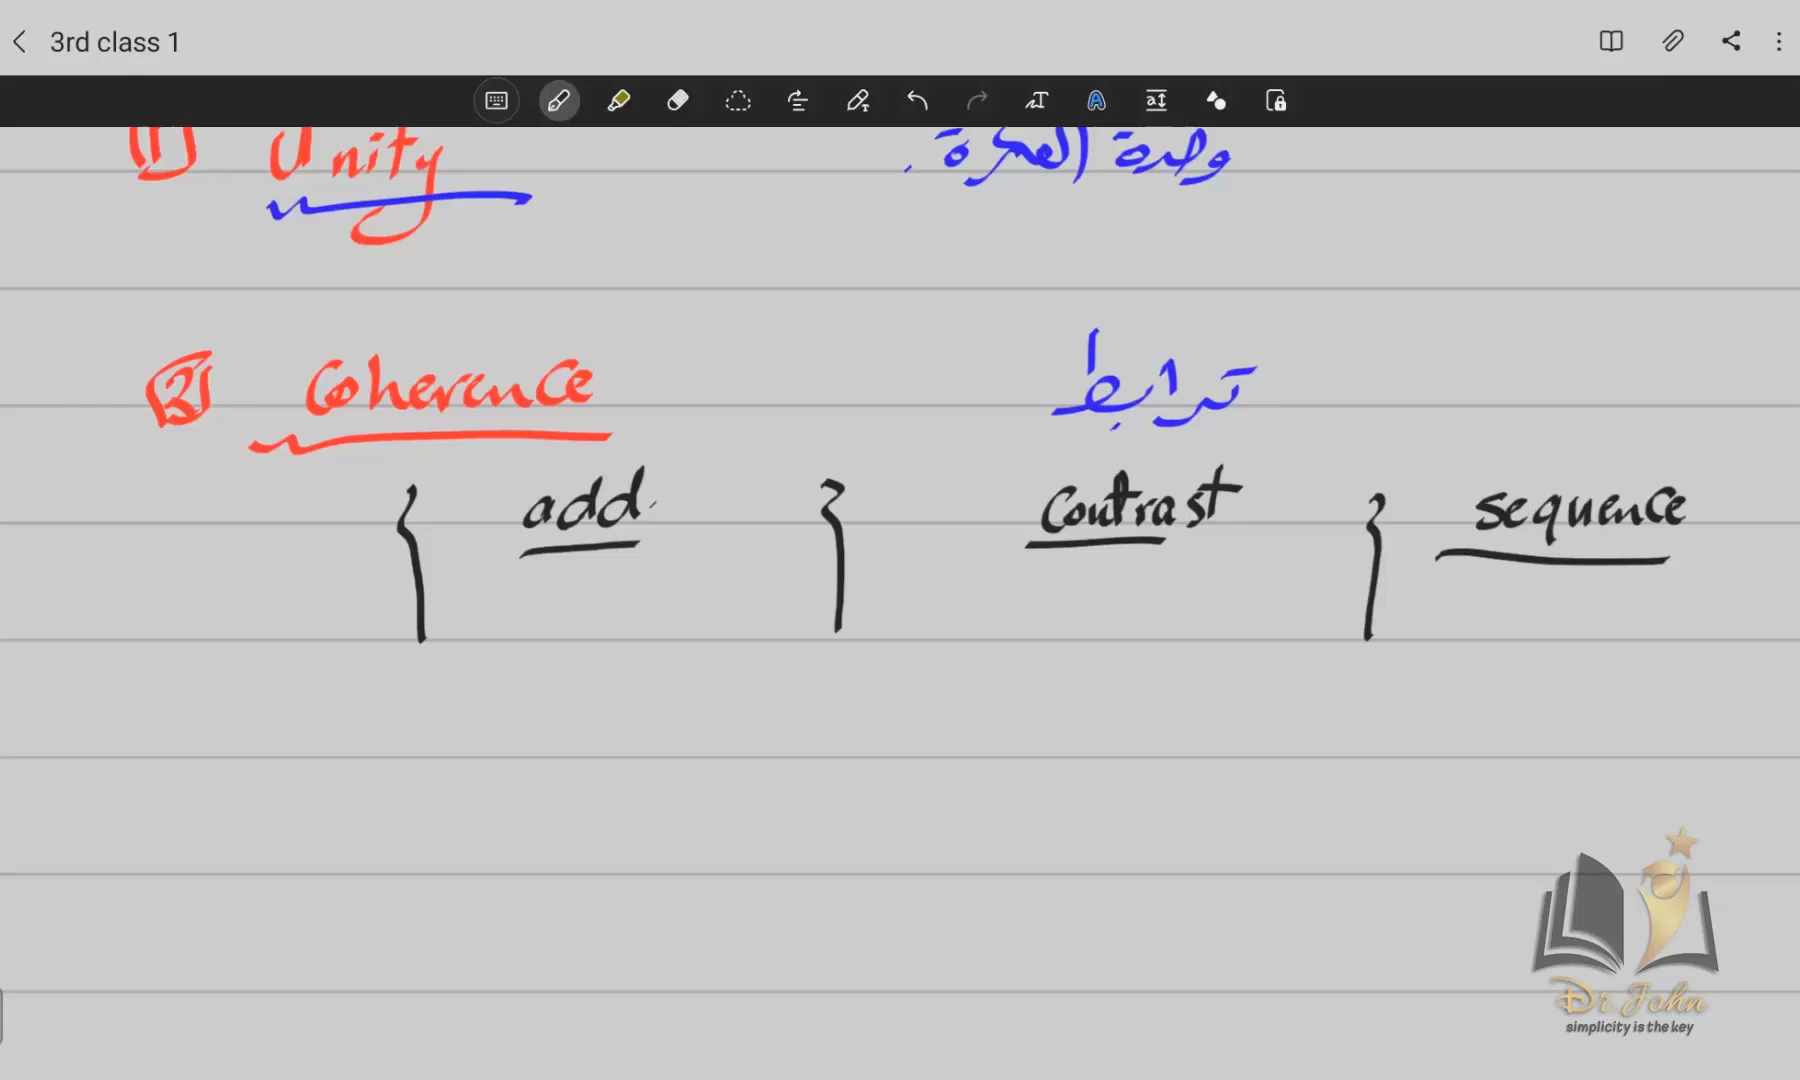 3rd class 1
(1) Unity وحدة الفكرة.
(2) Coherence ترابط
{ add. } contrast } sequence
Dr. John
simplicity is the key